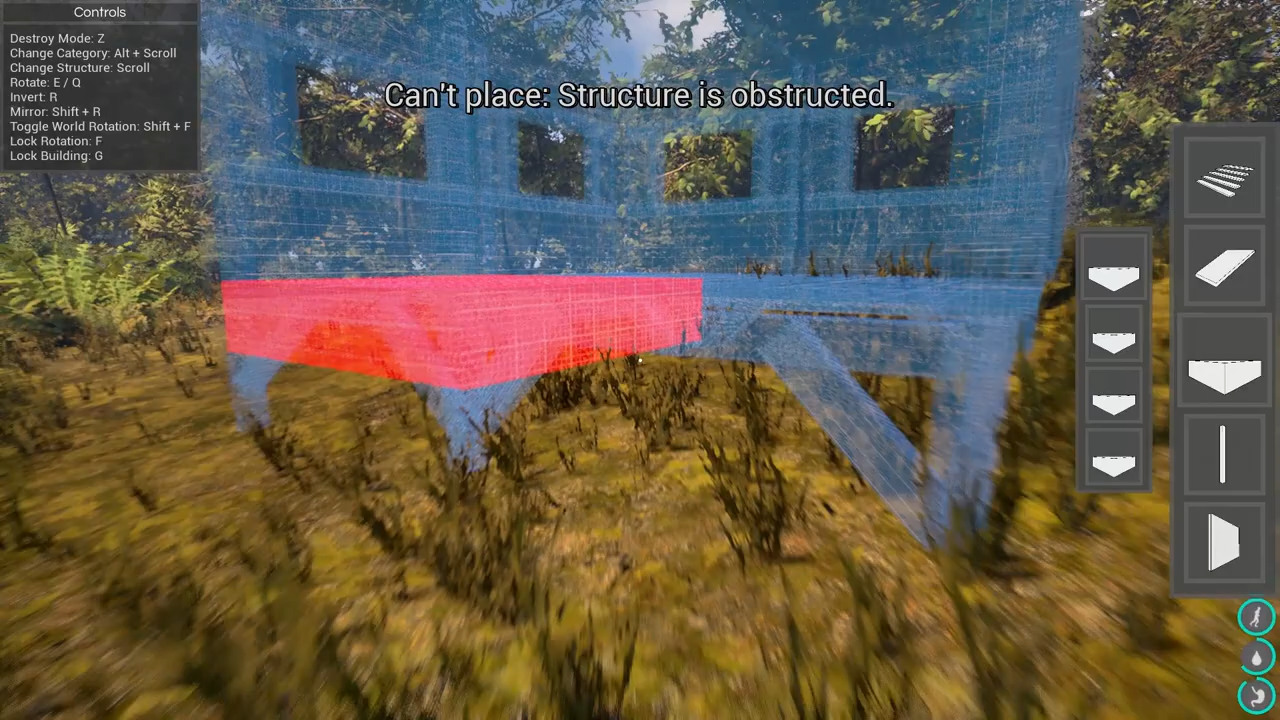 Controls
Destroy Mode: Z
Change Category: Alt + Scroll
Change Structure: Scroll
Rotate: E / Q
Invert: R
Mirror: Shift + R
Toggle World Rotation: Shift + F
Lock Rotation: F
Lock Building: G
Can't place: Structure is obstructed.